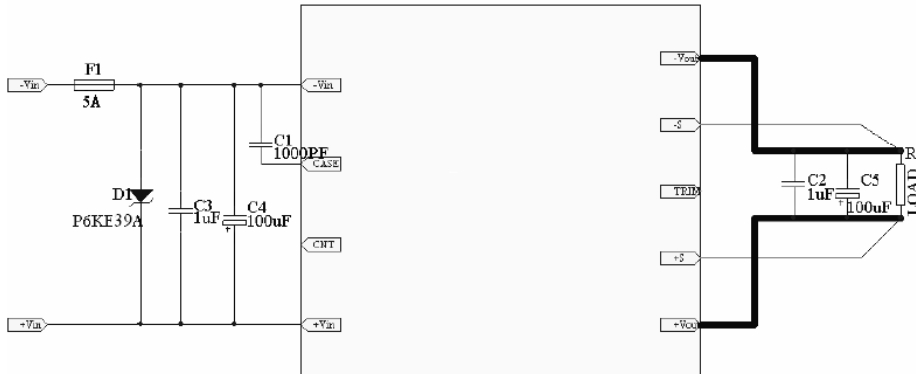 F1
-Vin
5A
-Vin
-Vout
-S
C1
1000PF
CASE
R
D1
P6KE39A
C3
1uF
C4
100uF
TRIM
C2
1uF
C5
100uF
LOAD
CNT
+S
+Vin
+Vin
+Vout